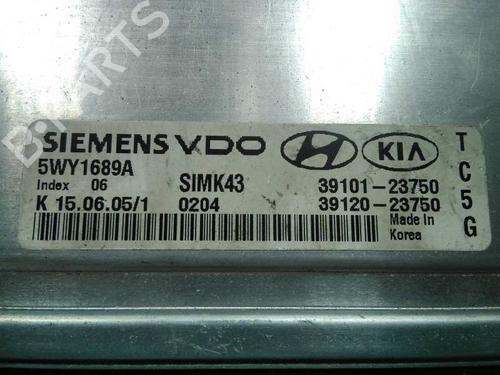 B-PARTS
SIEMENS VDO KIA
5WY1689A
Index 06 SIMK43 39101-23750
K 15.06.05/1 0204 39120-23750
Made In
Korea
T
C
5
G